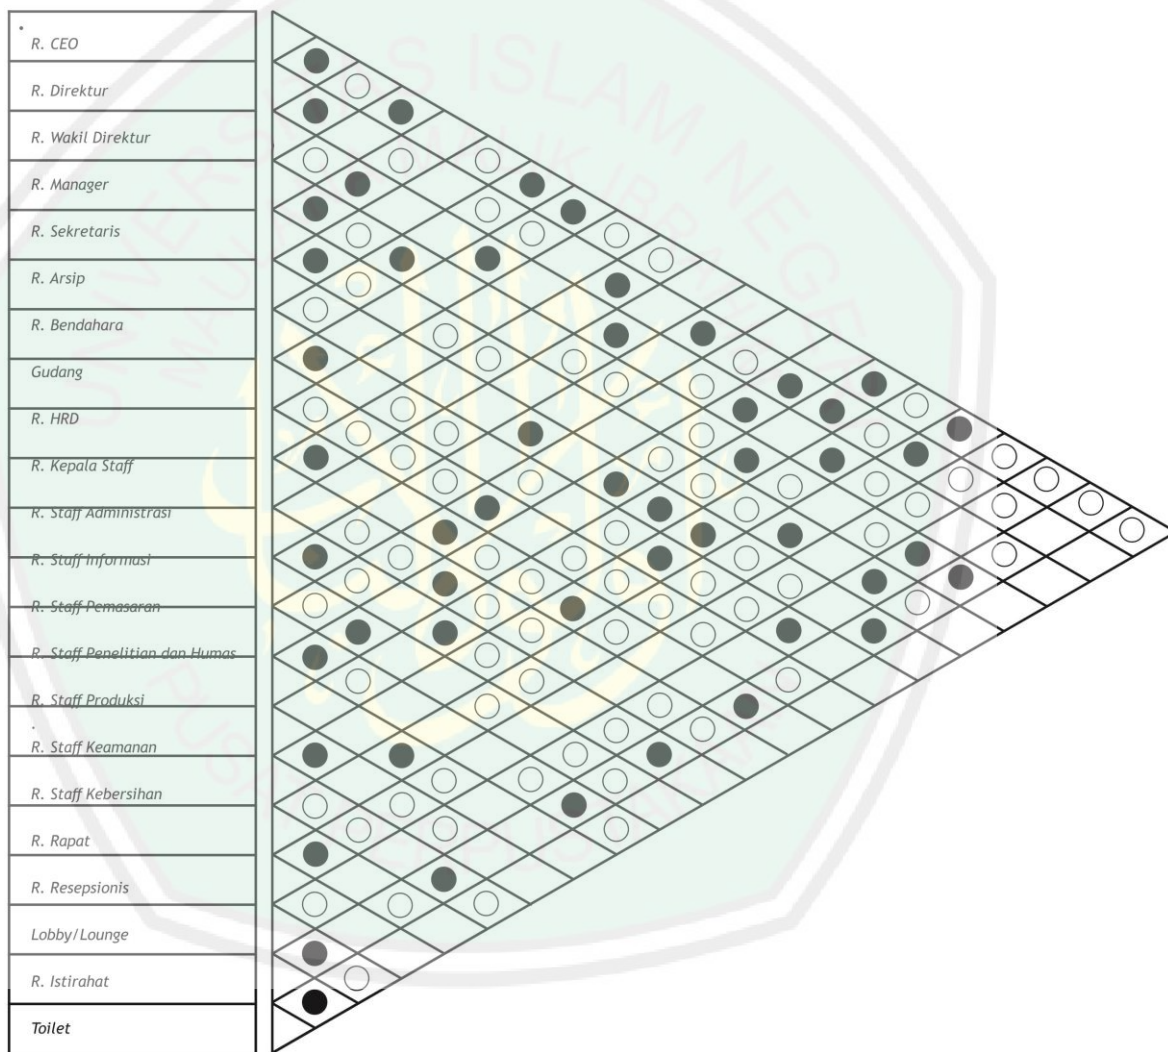 R. CEO
R. Direktur
R. Wakil Direktur
R. Manager
R. Sekretaris
R. Arsip
R. Bendahara
Gudang
R. HRD
R. Kepala Staff
R. Staff Administrasi
R. Staff Informasi
R. Staff Pemasaran
R. Staff Penelitian dan Humas
R. Staff Produksi
R. Staff Keamanan
R. Staff Kebersihan
R. Rapat
R. Resepsionis
Lobby/Lounge
R. Istirahat
Toilet